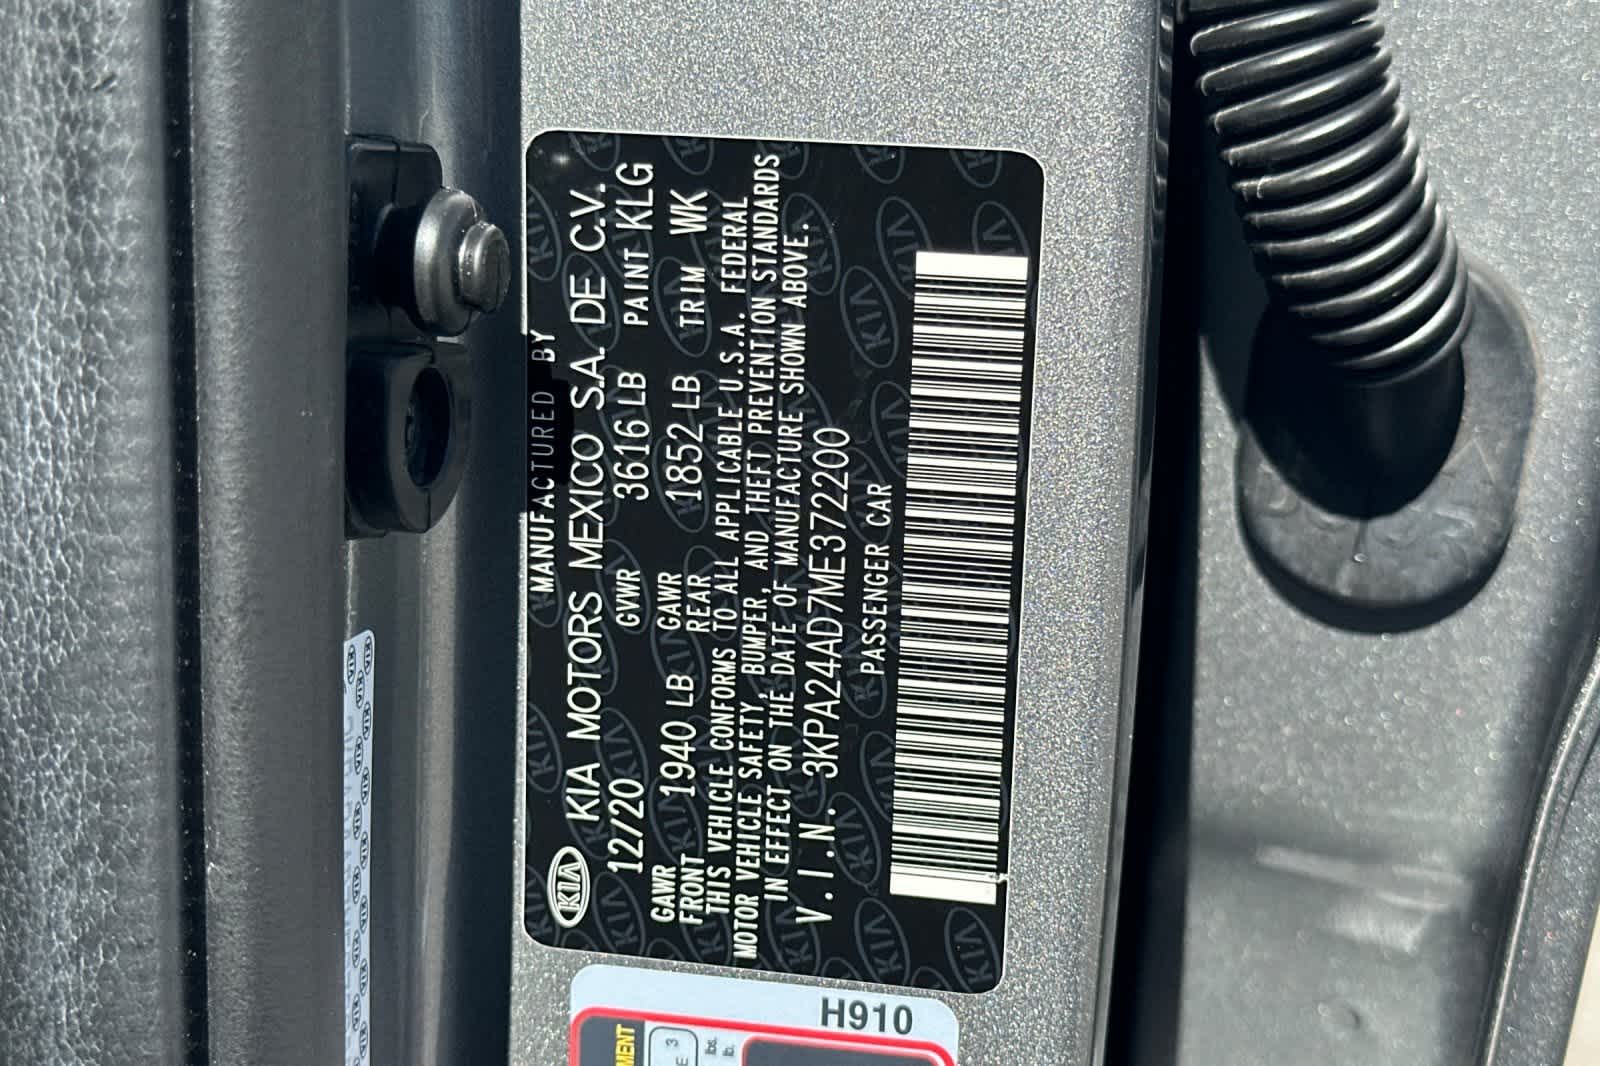 MANUFACTURED BY
KIA KIA MOTORS MEXICO S.A. DE C.V.
12/20 GVWR 3616 LB PAINT KLG
GAWR FRONT 1940 LB GAWR REAR 1852 LB TRIM WK
THIS VEHICLE CONFORMS TO ALL APPLICABLE U.S.A. FEDERAL
MOTOR VEHICLE SAFETY, BUMPER, AND THEFT PREVENTION STANDARDS
IN EFFECT ON THE DATE OF MANUFACTURE SHOWN ABOVE.
V.I.N. 3KPA24AD7ME372200
PASSENGER CAR
H910